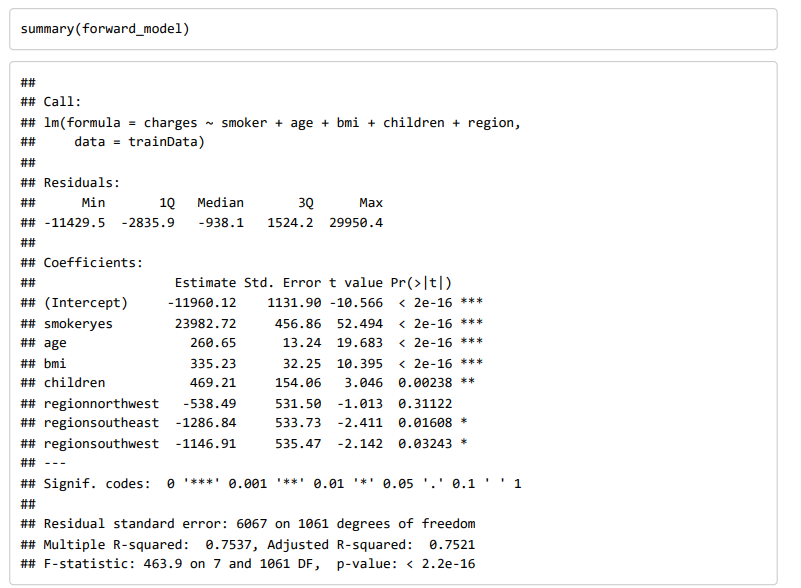 summary(forward_model)
##
## Call:
## lm(formula = charges ~ smoker + age + bmi + children + region,
##     data = trainData)
##
## Residuals:
##      Min       1Q   Median       3Q      Max
## -11429.5  -2835.9   -938.1   1524.2  29950.4
##
## Coefficients:
##                  Estimate Std. Error t value Pr(>|t|)
## (Intercept)     -11960.12    1131.90 -10.566  < 2e-16 ***
## smokeryes        23982.72     456.86  52.494  < 2e-16 ***
## age                260.65      13.24  19.683  < 2e-16 ***
## bmi                335.23      32.25  10.395  < 2e-16 ***
## children           469.21     154.06   3.046  0.00238 **
## regionnorthwest   -538.49     531.50  -1.013  0.31122
## regionsoutheast  -1286.84     533.73  -2.411  0.01608 *
## regionsouthwest  -1146.91     535.47  -2.142  0.03243 *
## ---
## Signif. codes:  0 '***' 0.001 '**' 0.01 '*' 0.05 '.' 0.1 ' ' 1
##
## Residual standard error: 6067 on 1061 degrees of freedom
## Multiple R-squared:  0.7537, Adjusted R-squared:  0.7521
## F-statistic: 463.9 on 7 and 1061 DF,  p-value: < 2.2e-16